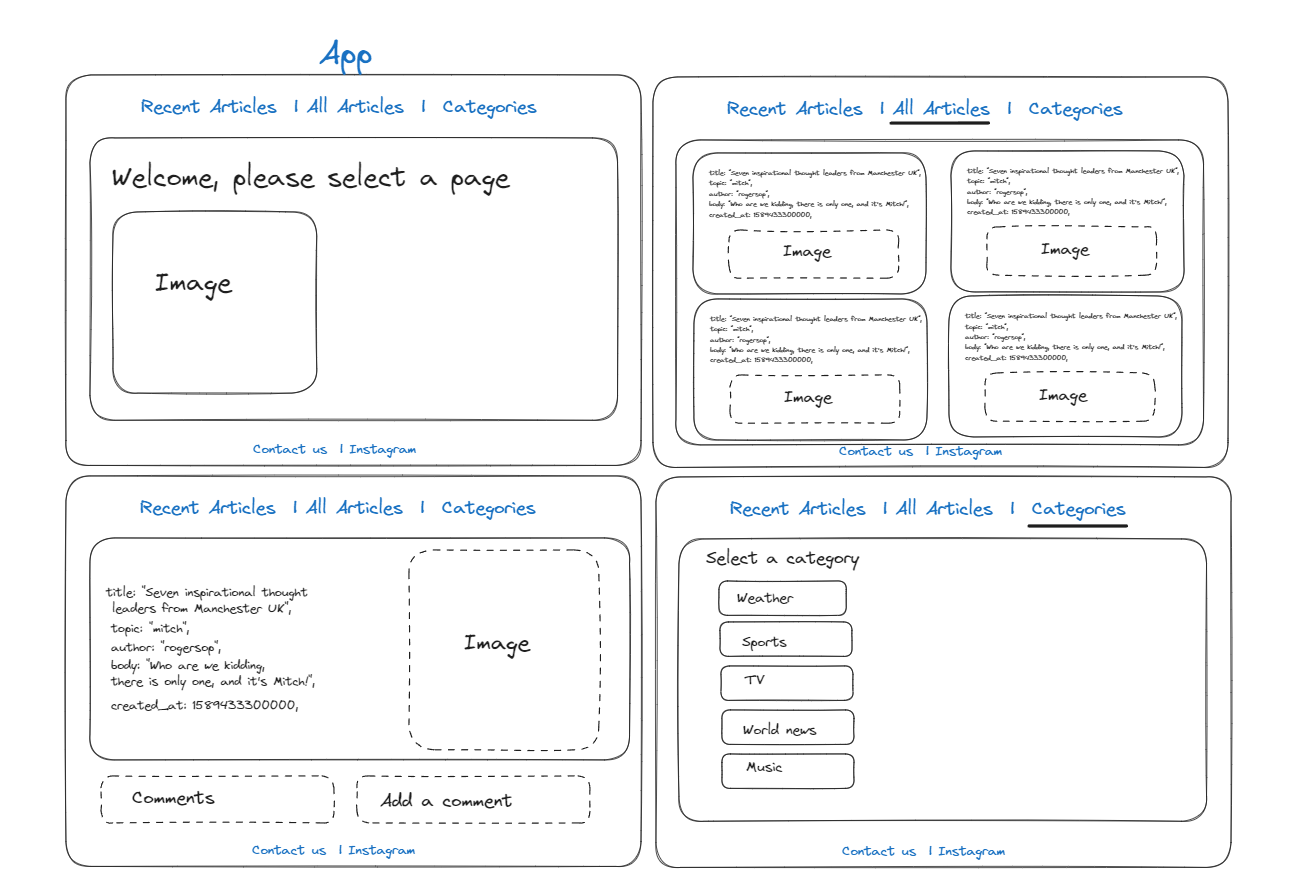 App
Recent Articles | All Articles | Categories
Welcome, please select a page
Image
Contact us | Instagram
Recent Articles | All Articles | Categories
title: "Seven inspirational thought leaders from Manchester UK",
topic: "mitch",
author: "rogersop",
body: "Who are we kidding, there is only one, and it's Mitch!",
created_at: 1589433300000,
Image
title: "Seven inspirational thought leaders from Manchester UK",
topic: "mitch",
author: "rogersop",
body: "Who are we kidding, there is only one, and it's Mitch!",
created_at: 1589433300000,
Image
title: "Seven inspirational thought leaders from Manchester UK",
topic: "mitch",
author: "rogersop",
body: "Who are we kidding, there is only one, and it's Mitch!",
created_at: 1589433300000,
Image
title: "Seven inspirational thought leaders from Manchester UK",
topic: "mitch",
author: "rogersop",
body: "Who are we kidding, there is only one, and it's Mitch!",
created_at: 1589433300000,
Image
Contact us | Instagram
Recent Articles | All Articles | Categories
title: "Seven inspirational thought
leaders from Manchester UK",
topic: "mitch",
author: "rogersop",
body: "Who are we kidding,
there is only one, and it's Mitch!",
created_at: 1589433300000,
Image
Comments
Add a comment
Contact us | Instagram
Recent Articles | All Articles | Categories
Select a category
Weather
Sports
TV
World news
Music
Contact us | Instagram